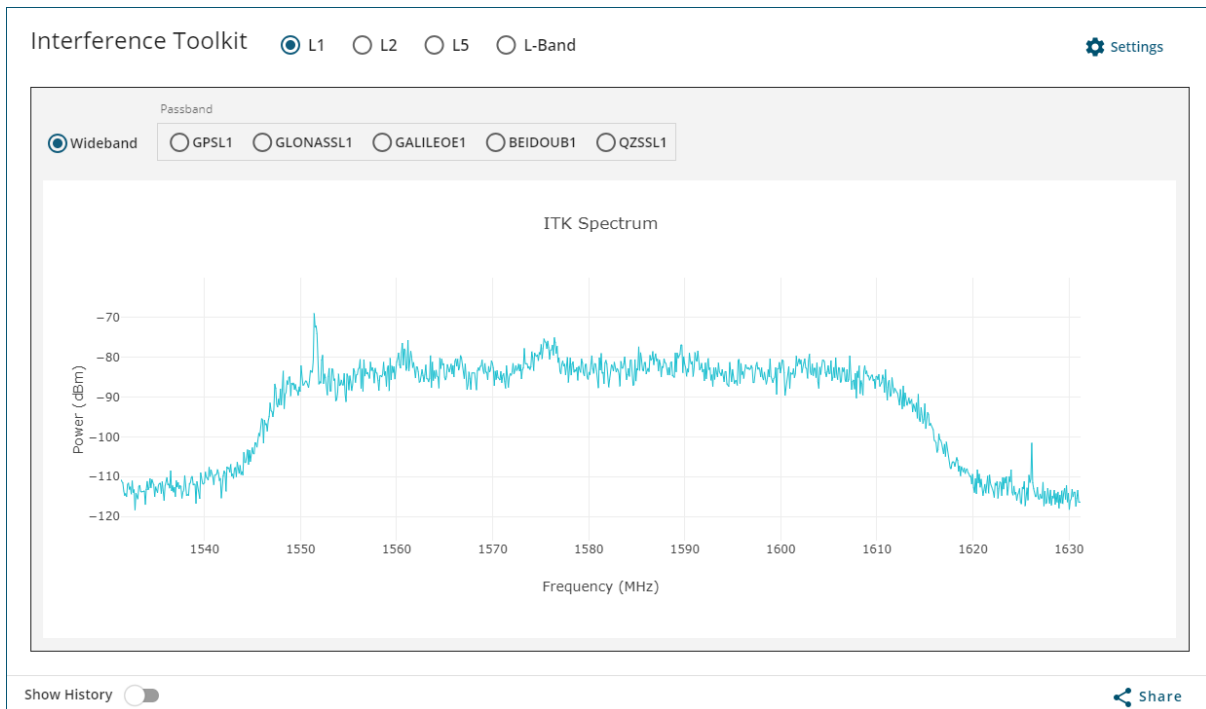 Interference Toolkit L1 L2 L5 L-Band Settings
Passband
Wideband GPSL1 GLONASSL1 GALILEOE1 BEIDOUB1 QZSSL1
ITK Spectrum
−70
−80
−90
−100
−110
−120
Power (dBm)
1540 1550 1560 1570 1580 1590 1600 1610 1620 1630
Frequency (MHz)
Show History Share